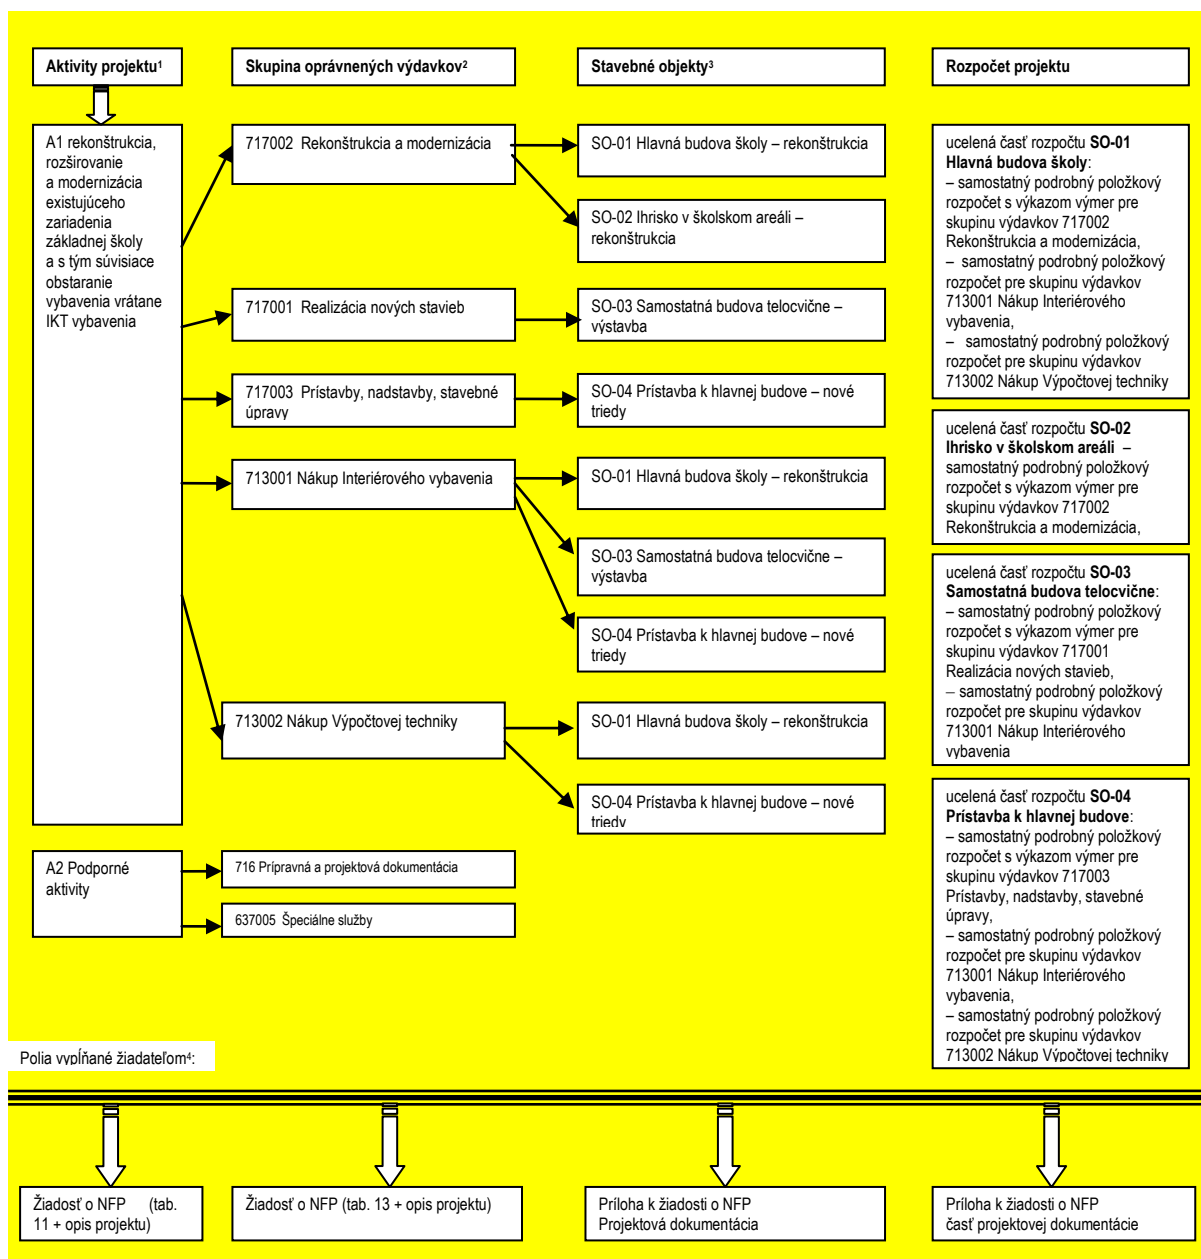 Aktivity projektu¹
Skupina oprávnených výdavkov²
Stavebné objekty³
Rozpočet projektu
A1 rekonštrukcia,
rozširovanie
a modernizácia
existujúceho
zariadenia
základnej školy
a s tým súvisiace
obstaranie
vybavenia vrátane
IKT vybavenia
717002 Rekonštrukcia a modernizácia
717001 Realizácia nových stavieb
717003 Prístavby, nadstavby, stavebné
úpravy
713001 Nákup Interiérového vybavenia
713002 Nákup Výpočtovej techniky
SO-01 Hlavná budova školy – rekonštrukcia
SO-02 Ihrisko v školskom areáli –
rekonštrukcia
SO-03 Samostatná budova telocvične –
výstavba
SO-04 Prístavba k hlavnej budove – nové
triedy
SO-01 Hlavná budova školy – rekonštrukcia
SO-03 Samostatná budova telocvične –
výstavba
SO-04 Prístavba k hlavnej budove – nové
triedy
SO-01 Hlavná budova školy – rekonštrukcia
SO-04 Prístavba k hlavnej budove – nové
triedy
ucelená časť rozpočtu SO-01
Hlavná budova školy:
– samostatný podrobný položkový
rozpočet s výkazom výmer pre
skupinu výdavkov 717002
Rekonštrukcia a modernizácia,
– samostatný podrobný položkový
rozpočet pre skupinu výdavkov
713001 Nákup Interiérového
vybavenia,
– samostatný podrobný položkový
rozpočet pre skupinu výdavkov
713002 Nákup Výpočtovej techniky
ucelená časť rozpočtu SO-02
Ihrisko v školskom areáli –
samostatný podrobný položkový
rozpočet s výkazom výmer pre
skupinu výdavkov 717002
Rekonštrukcia a modernizácia,
ucelená časť rozpočtu SO-03
Samostatná budova telocvične:
– samostatný podrobný položkový
rozpočet s výkazom výmer pre
skupinu výdavkov 717001
Realizácia nových stavieb,
– samostatný podrobný položkový
rozpočet pre skupinu výdavkov
713001 Nákup Interiérového
vybavenia
ucelená časť rozpočtu SO-04
Prístavba k hlavnej budove:
– samostatný podrobný položkový
rozpočet s výkazom výmer pre
skupinu výdavkov 717003
Prístavby, nadstavby, stavebné
úpravy,
– samostatný podrobný položkový
rozpočet pre skupinu výdavkov
713001 Nákup Interiérového
vybavenia,
– samostatný podrobný položkový
rozpočet pre skupinu výdavkov
713002 Nákup Výpočtovej techniky
A2 Podporné
aktivity
716 Prípravná a projektová dokumentácia
637005 Špeciálne služby
Polia vypĺňané žiadateľom⁴:
Žiadosť o NFP (tab.
11 + opis projektu)
Žiadosť o NFP (tab. 13 + opis projektu)
Príloha k žiadosti o NFP
Projektová dokumentácia
Príloha k žiadosti o NFP
časť projektovej dokumentácie